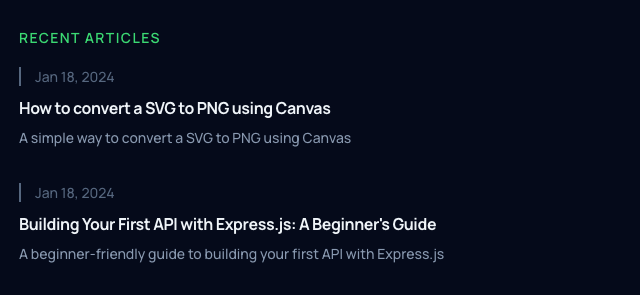 RECENT ARTICLES
Jan 18, 2024
How to convert a SVG to PNG using Canvas
A simple way to convert a SVG to PNG using Canvas
Jan 18, 2024
Building Your First API with Express.js: A Beginner's Guide
A beginner-friendly guide to building your first API with Express.js